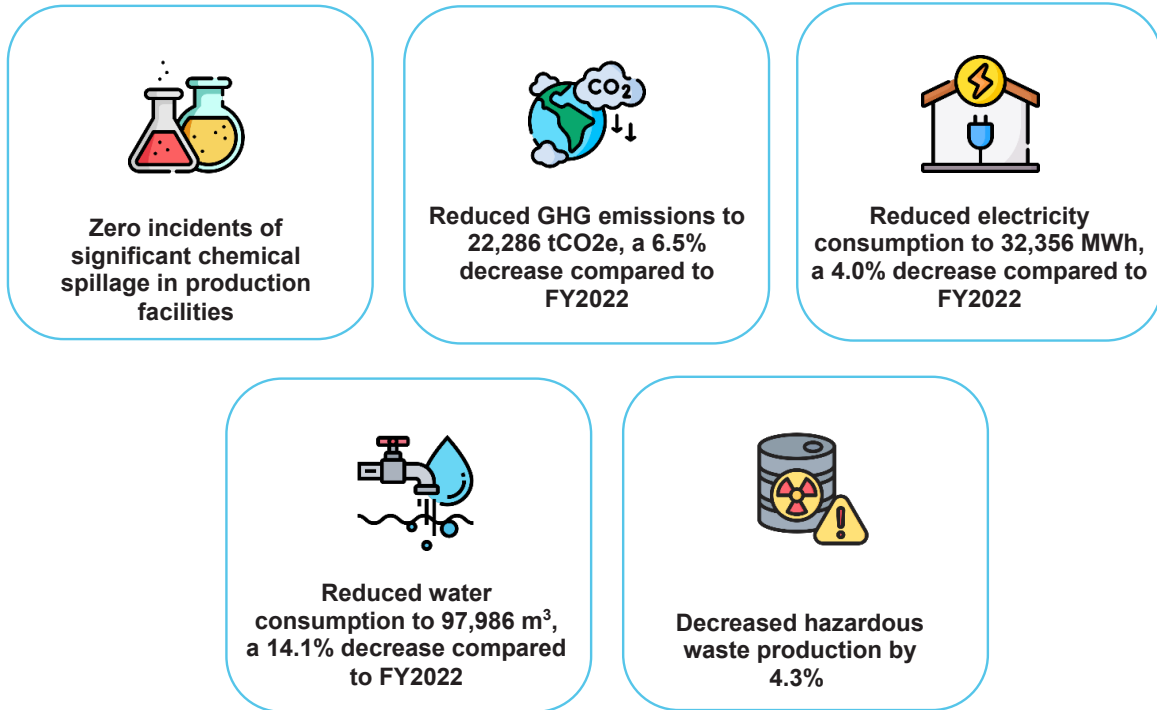 Zero incidents of
significant chemical
spillage in production
facilities
CO2
Reduced GHG emissions to
22,286 tCO2e, a 6.5%
decrease compared to
FY2022
Reduced electricity
consumption to 32,356 MWh,
a 4.0% decrease compared to
FY2022
Reduced water
consumption to 97,986 m³,
a 14.1% decrease compared
to FY2022
Decreased hazardous
waste production by
4.3%